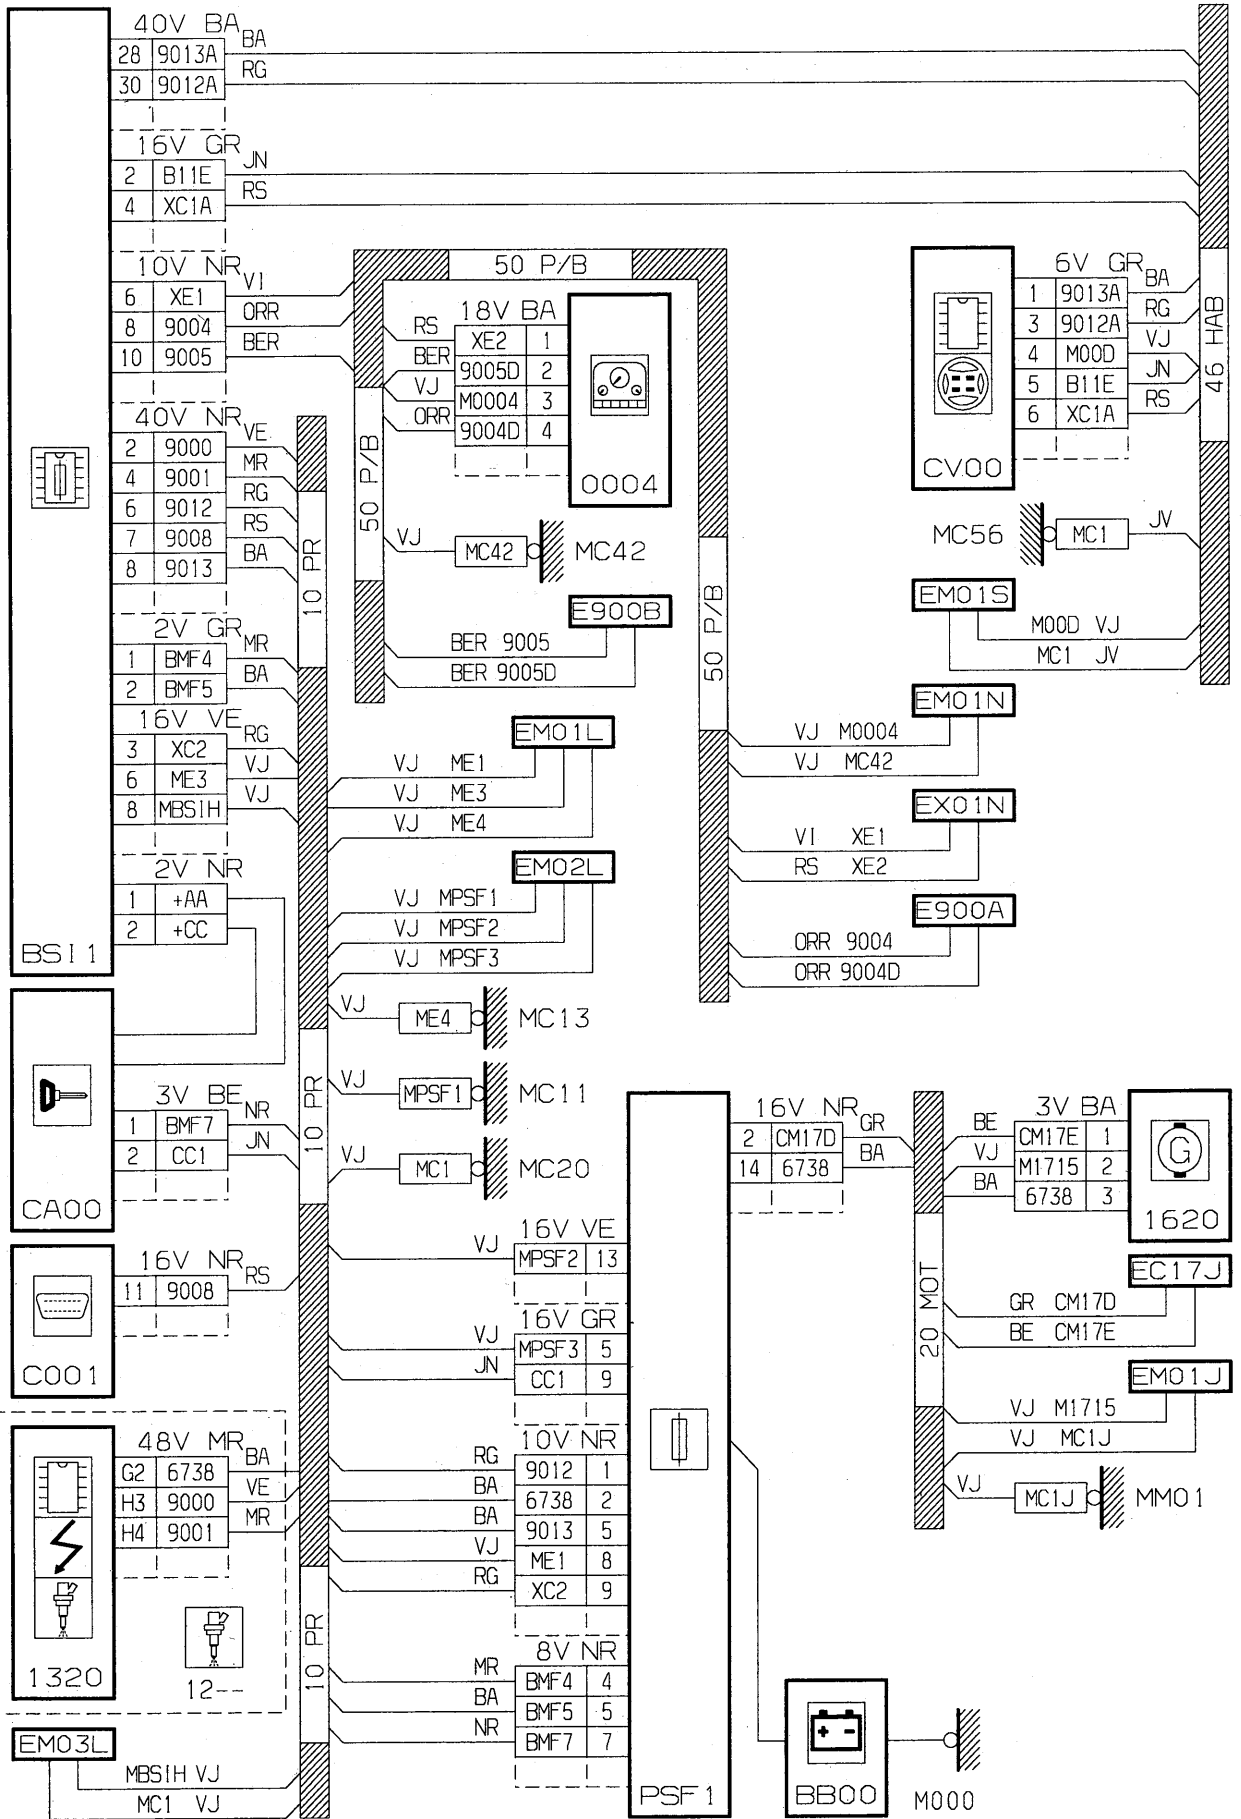 40V BA
28 9013A BA
30 9012A RG
16V GR
2 B11E JN
4 XC1A RS
10V NR
6 XE1 VI
8 9004 ORR
10 9005 BER
40V NR
2 9000 VE
4 9001 MR
6 9012 RG
7 9008 RS
8 9013 BA
2V GR
1 BMF4 MR
2 BMF5 BA
16V VE
3 XC2 RG
6 ME3 VJ
8 MBSIH VJ
2V NR
1 +AA
2 +CC
BSI1
50 P/B
18V BA
RS XE2 1
BER 9005D 2
VJ M0004 3
ORR 9004D 4
0004
50 P/B
VJ MC42 MC42
E900B
BER 9005
BER 9005D
10 PR
50 P/B
6V GR
1 9013A BA
3 9012A RG
4 M00D VJ
5 B11E JN
6 XC1A RS
CV00
46 HAB
MC56 MC1 JV
EM01S
M00D VJ
MC1 JV
EM01N
VJ M0004
VJ MC42
EX01N
VI XE1
RS XE2
E900A
ORR 9004
ORR 9004D
EM01L
VJ ME1
VJ ME3
VJ ME4
EM02L
VJ MPSF1
VJ MPSF2
VJ MPSF3
VJ ME4 MC13
VJ MPSF1 MC11
VJ MC1 MC20
10 PR
3V BE
1 BMF7 NR
2 CC1 JN
CA00
16V NR
11 9008 RS
C001
48V MR
G2 6738 BA
H3 9000 VE
H4 9001 MR
1320
12--
EM03L
MBSIH VJ
MC1 VJ
10 PR
16V VE
VJ MPSF2 13
16V GR
VJ MPSF3 5
JN CC1 9
10V NR
RG 9012 1
BA 6738 2
BA 9013 5
VJ ME1 8
RG XC2 9
8V NR
MR BMF4 4
BA BMF5 5
NR BMF7 7
PSF1
16V NR
2 CM17D GR
14 6738 BA
20 MOT
3V BA
BE CM17E 1
VJ M1715 2
BA 6738 3
G
1620
EC17J
GR CM17D
BE CM17E
EM01J
VJ M1715
VJ MC1J
VJ MC1J MM01
+ -
BB00
M000